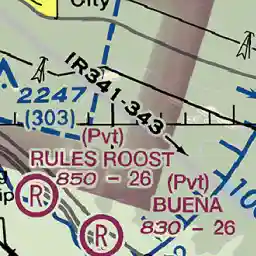 City
IR341-343
2247
(303)
(Pvt)
RULES ROOST
850 - 26
R
(Pvt)
BUENA
830 - 26
R